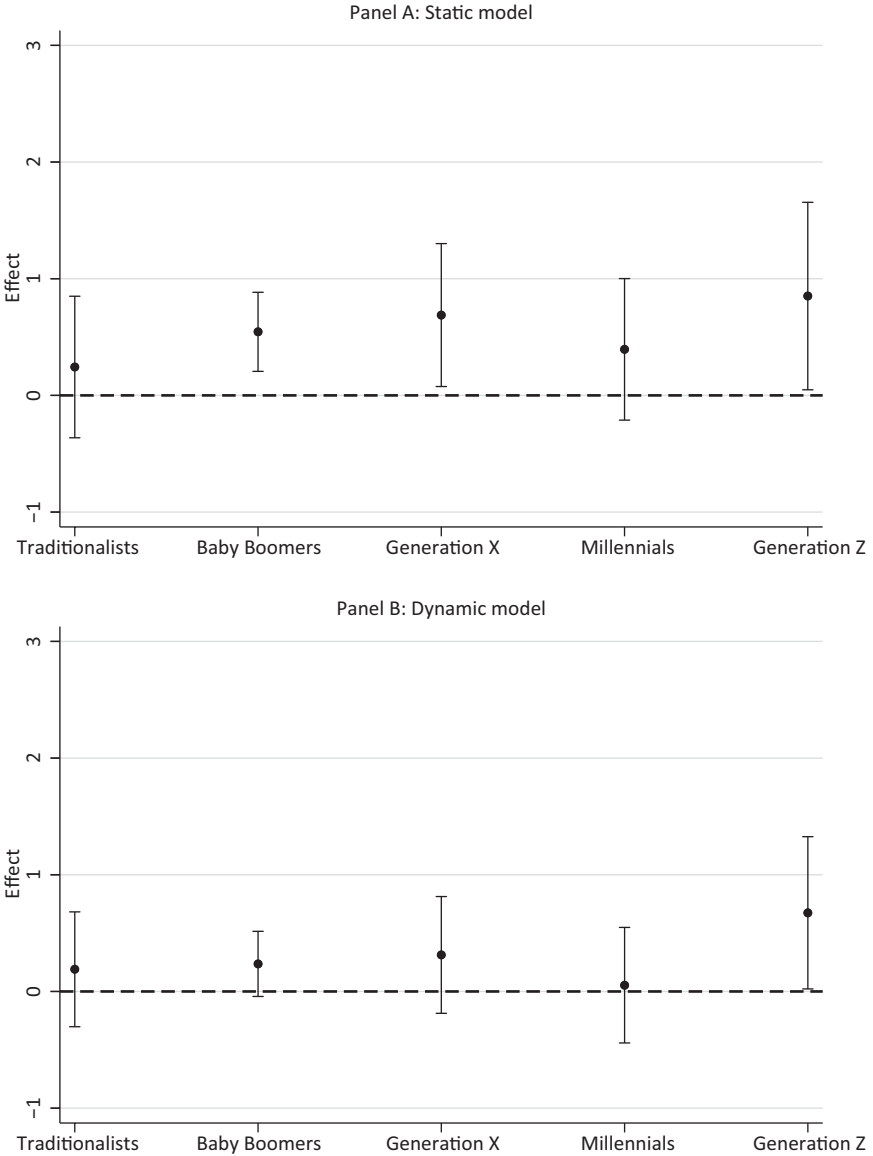 Panel A: Static model
3
2
1
0
−1
Effect
Traditionalists Baby Boomers Generation X Millennials Generation Z
Panel B: Dynamic model
3
2
1
0
−1
Effect
Traditionalists Baby Boomers Generation X Millennials Generation Z